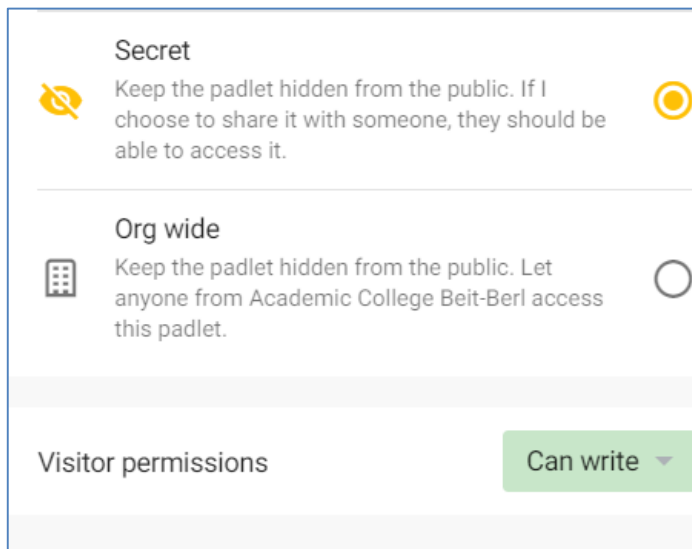 Secret
Keep the padlet hidden from the public. If I
choose to share it with someone, they should be
able to access it.
Org wide
Keep the padlet hidden from the public. Let
anyone from Academic College Beit-Berl access
this padlet.
Visitor permissions
Can write